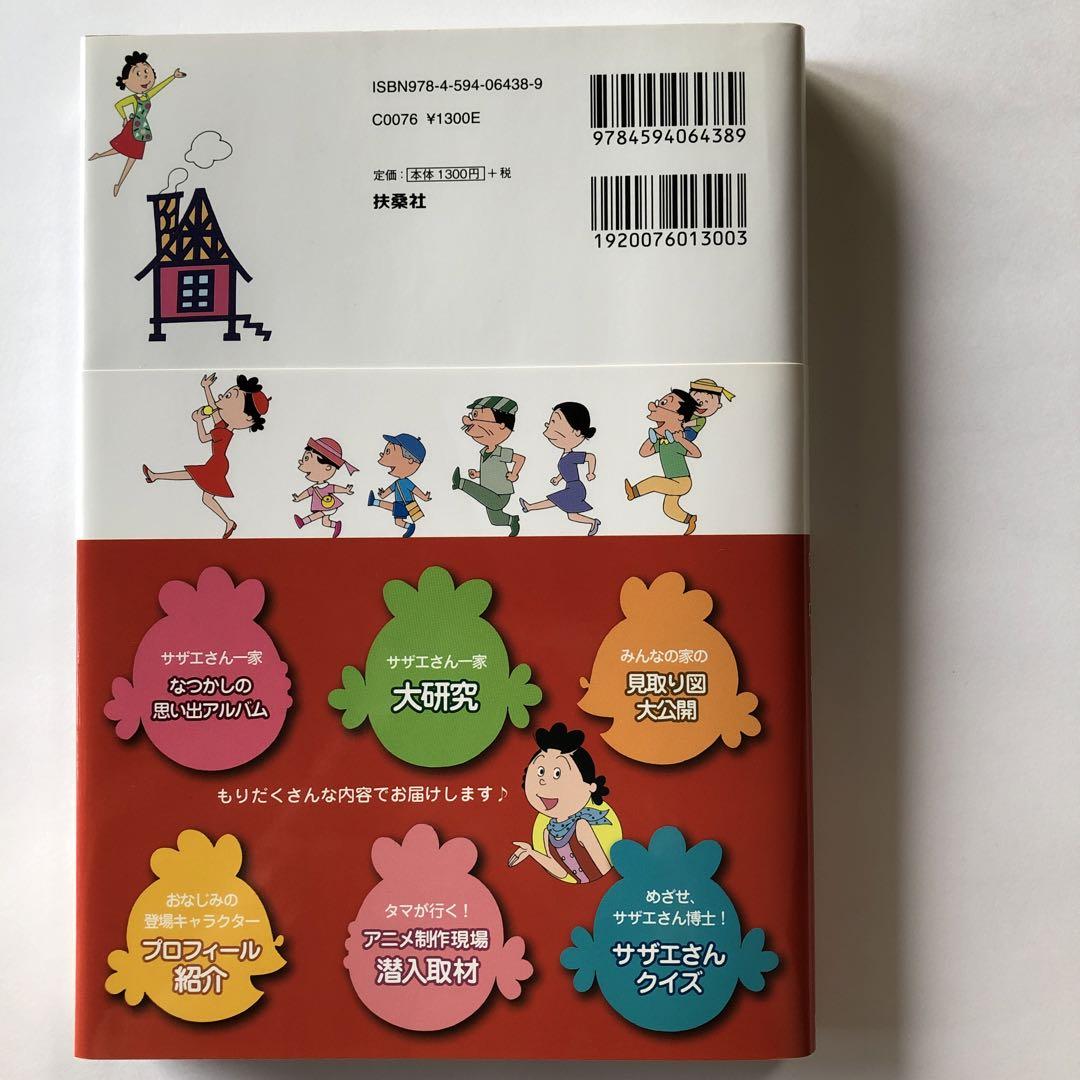 ISBN978-4-594-06438-9
C0076 ¥1300E
定価：本体1300円＋税
扶桑社
9784594064389
1920076013003
サザエさん一家
なつかしの
思い出アルバム
サザエさん一家
大研究
みんなの家の
見取り図
大公開
もりだくさんな内容でお届けします♪
おなじみの
登場キャラクター
プロフィール
紹介
タマが行く！
アニメ制作現場
潜入取材
めざせ、
サザエさん博士！
サザエさん
クイズ